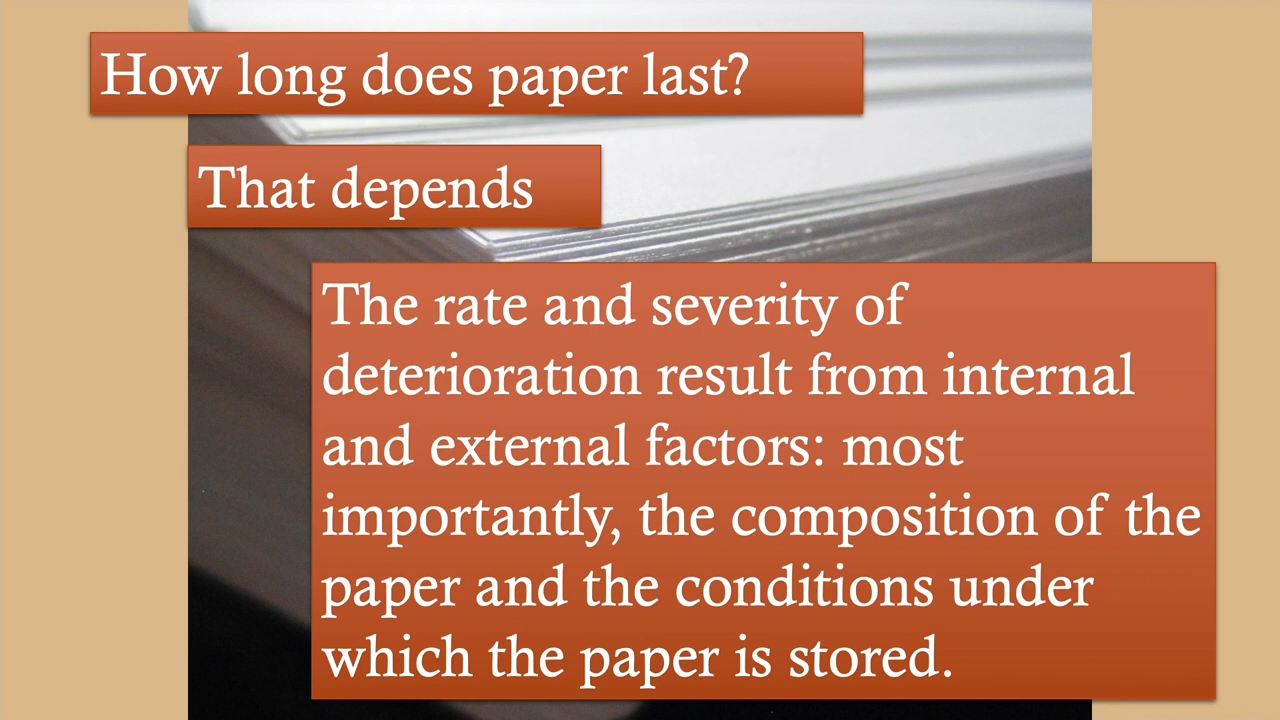 How long does paper last?
That depends
The rate and severity of
deterioration result from internal
and external factors: most
importantly, the composition of the
paper and the conditions under
which the paper is stored.